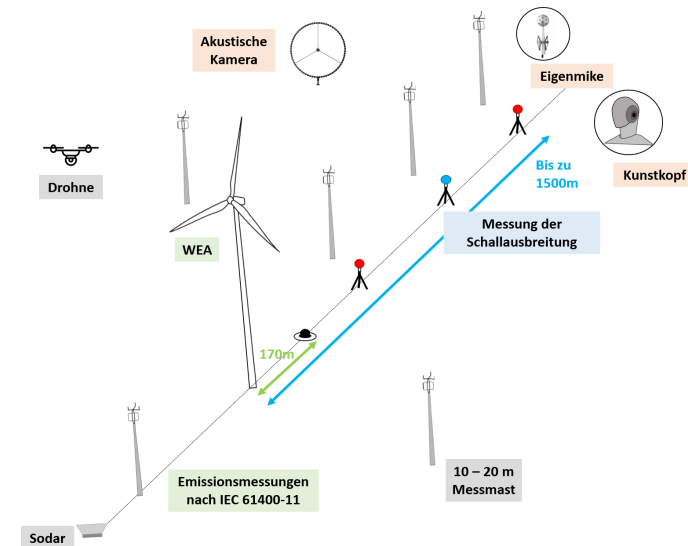 Akustische
Kamera
Eigenmike
Kunstkopf
Drohne
Bis zu
1500m
WEA
Messung der
Schallausbreitung
170m
10 – 20 m
Messmast
Emissionsmessungen
nach IEC 61400-11
Sodar